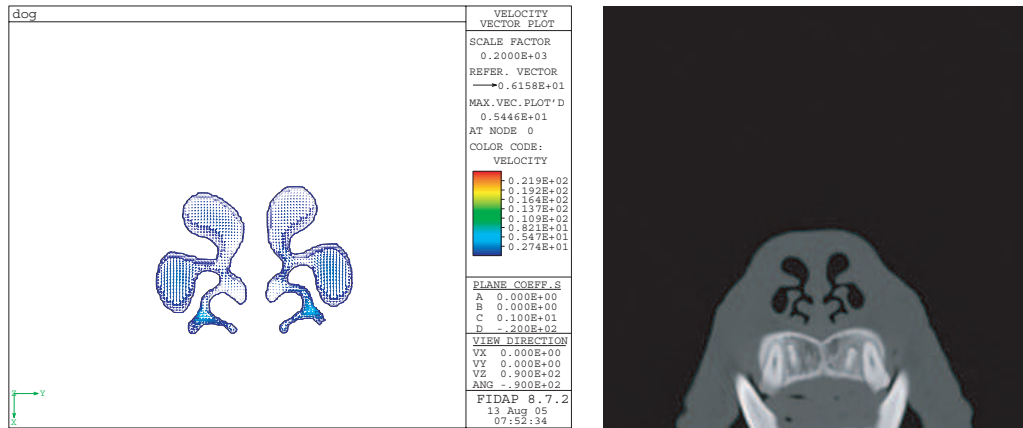 dog
VELOCITY
VECTOR PLOT
SCALE FACTOR
0.2000E+03
REFER. VECTOR
0.6158E+01
MAX.VEC.PLOT'D
0.5446E+01
AT NODE 0
COLOR CODE:
VELOCITY
0.219E+02
0.192E+02
0.164E+02
0.137E+02
0.109E+02
0.821E+01
0.547E+01
0.274E+01
PLANE COEFF.S
A 0.000E+00
B 0.000E+00
C 0.100E+01
D -.200E+02
VIEW DIRECTION
VX 0.000E+00
VY 0.000E+00
VZ 0.900E+02
ANG -.900E+02
FIDAP 8.7.2
13 Aug 05
07:52:34
Z Y
X